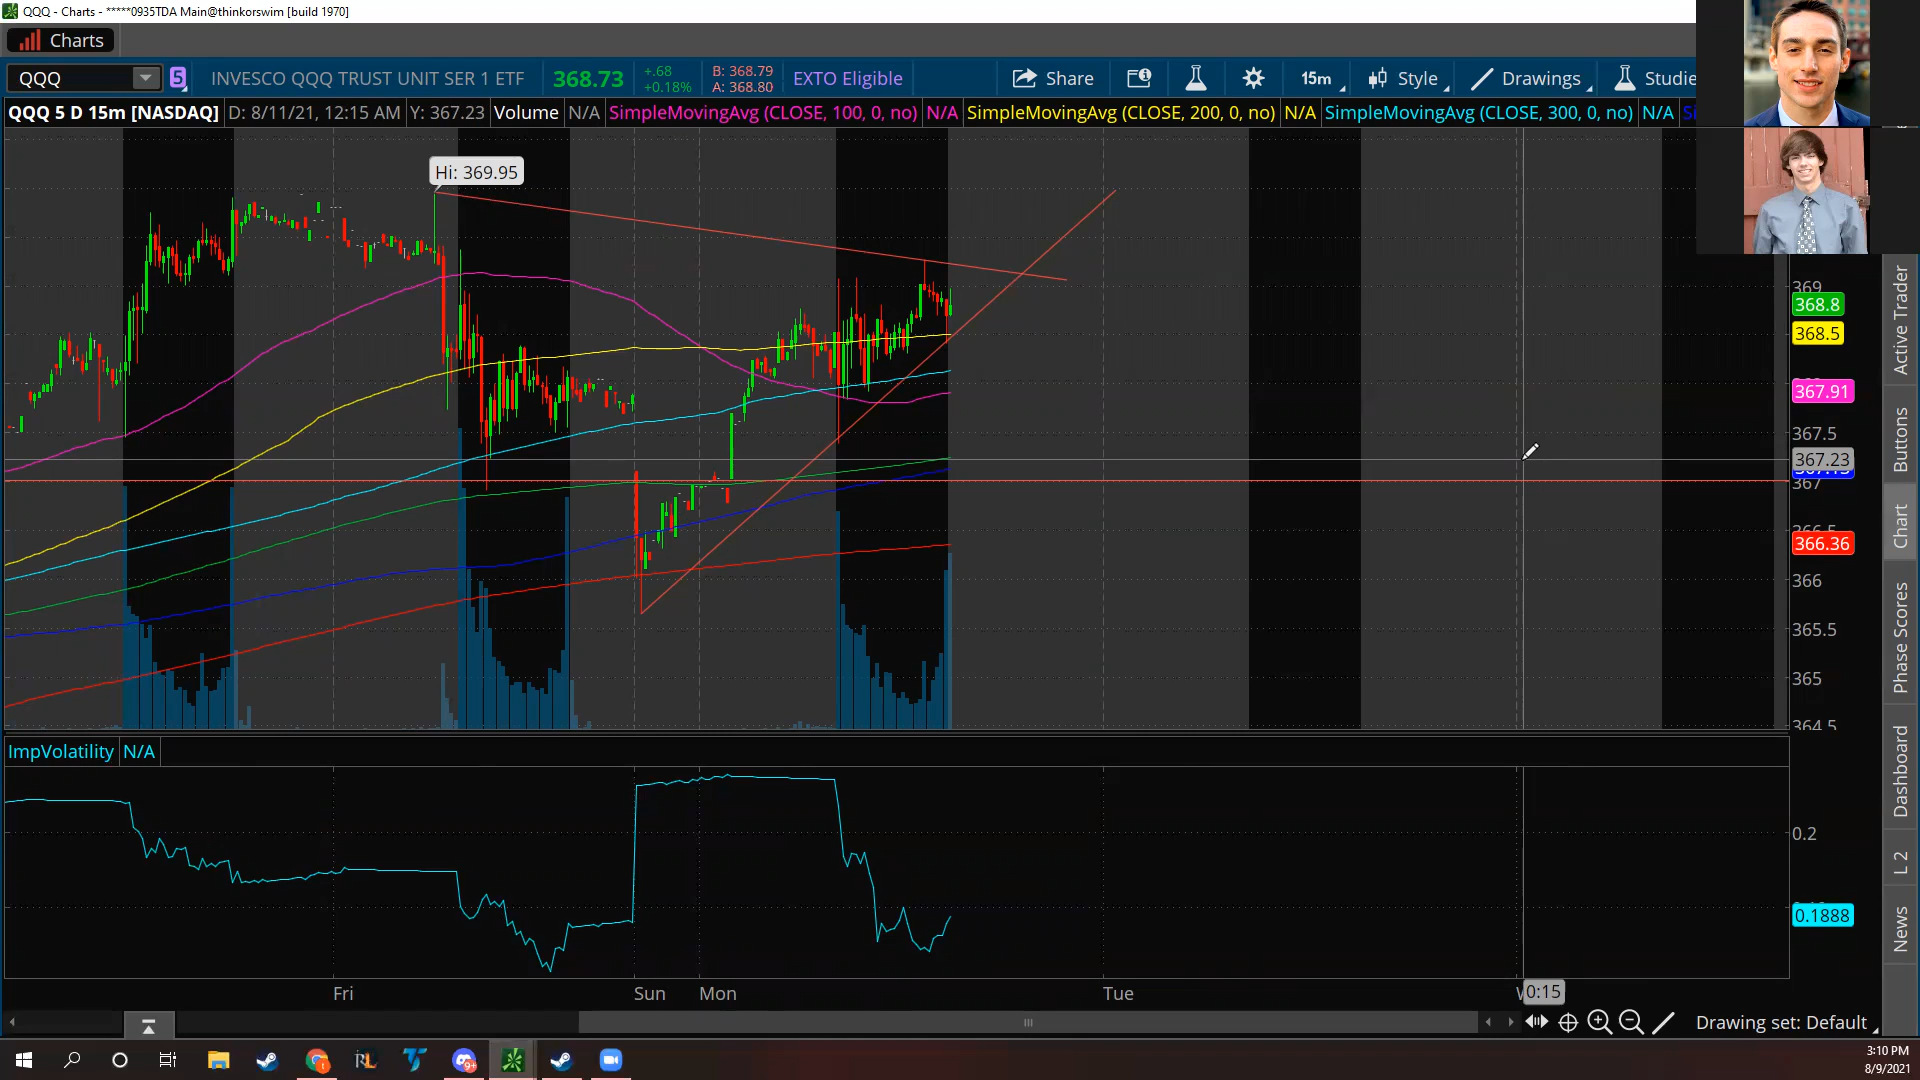 QQQ - Charts - *****0935TDA Main@thinkorswim [build 1970]
Charts
QQQ 5 INVESCO QQQ TRUST UNIT SER 1 ETF 368.73 +.68 +0.18% B: 368.79 A: 368.80 EXTO Eligible Share 15m Style Drawings Studie
QQQ 5 D 15m [NASDAQ] D: 8/11/21, 12:15 AM Y: 367.23 Volume N/A SimpleMovingAvg (CLOSE, 100, 0, no) N/A SimpleMovingAvg (CLOSE, 200, 0, no) N/A SimpleMovingAvg (CLOSE, 300, 0, no) N/A
Hi: 369.95
369
368.8
368.5
367.91
367.5
367.23
367
366.5
366.36
366
365.5
365
364.5
Active Trader
Buttons
Chart
Phase Scores
Dashboard
L 2
News
ImpVolatility N/A
0.2
0.1888
Fri Sun Mon Tue 0:15
Drawing set: Default
9+
3:10 PM
8/9/2021